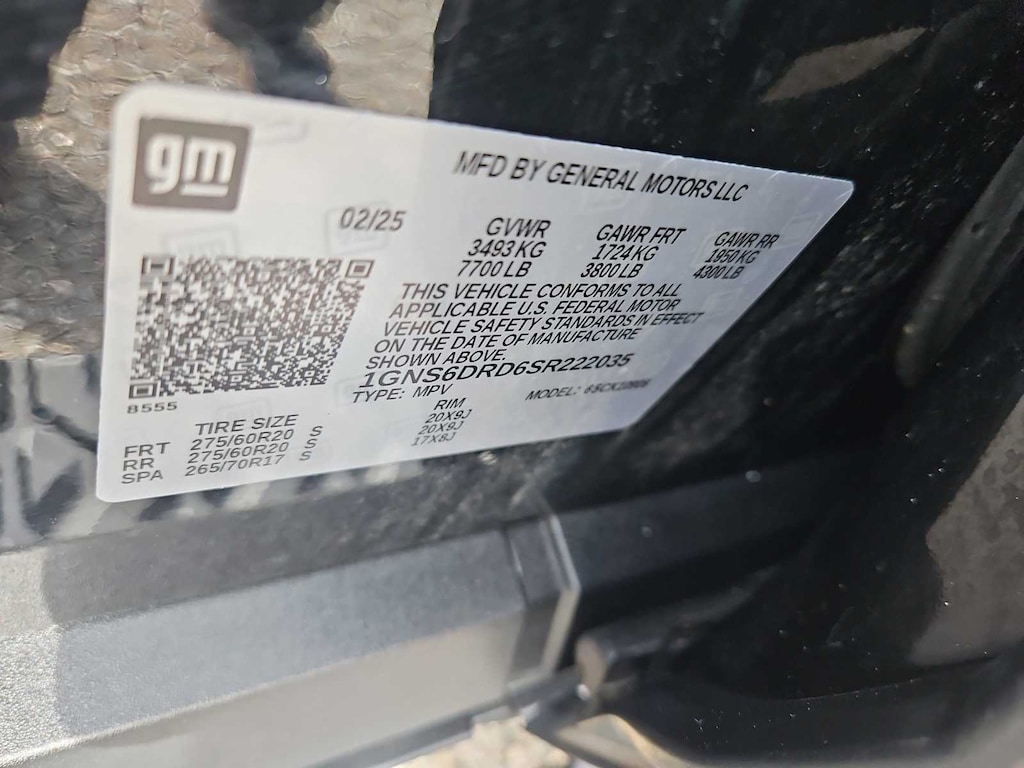 gm
MFD BY GENERAL MOTORS LLC
02/25
GVWR GAWR FRT GAWR RR
3493 KG 1724 KG 1950 KG
7700 LB 3800 LB 4300 LB
THIS VEHICLE CONFORMS TO ALL
APPLICABLE U.S. FEDERAL MOTOR
VEHICLE SAFETY STANDARDS IN EFFECT
ON THE DATE OF MANUFACTURE
SHOWN ABOVE.
1GNS6DRD6SR222035
TYPE: MPV MODEL:
8555
TIRE SIZE RIM
FRT 275/60R20 S 20X9J
RR 275/60R20 S 20X9J
SPA 265/70R17 S 17X8J